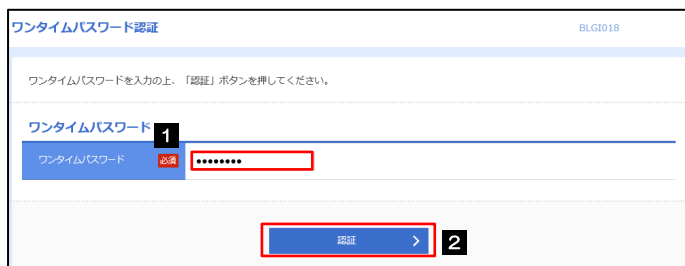 ワンタイムパスワード認証
BLGI018
ワンタイムパスワードを入力の上、「認証」ボタンを押してください。
ワンタイムパスワード
1
ワンタイムパスワード 必須 ••••••••
認証 2